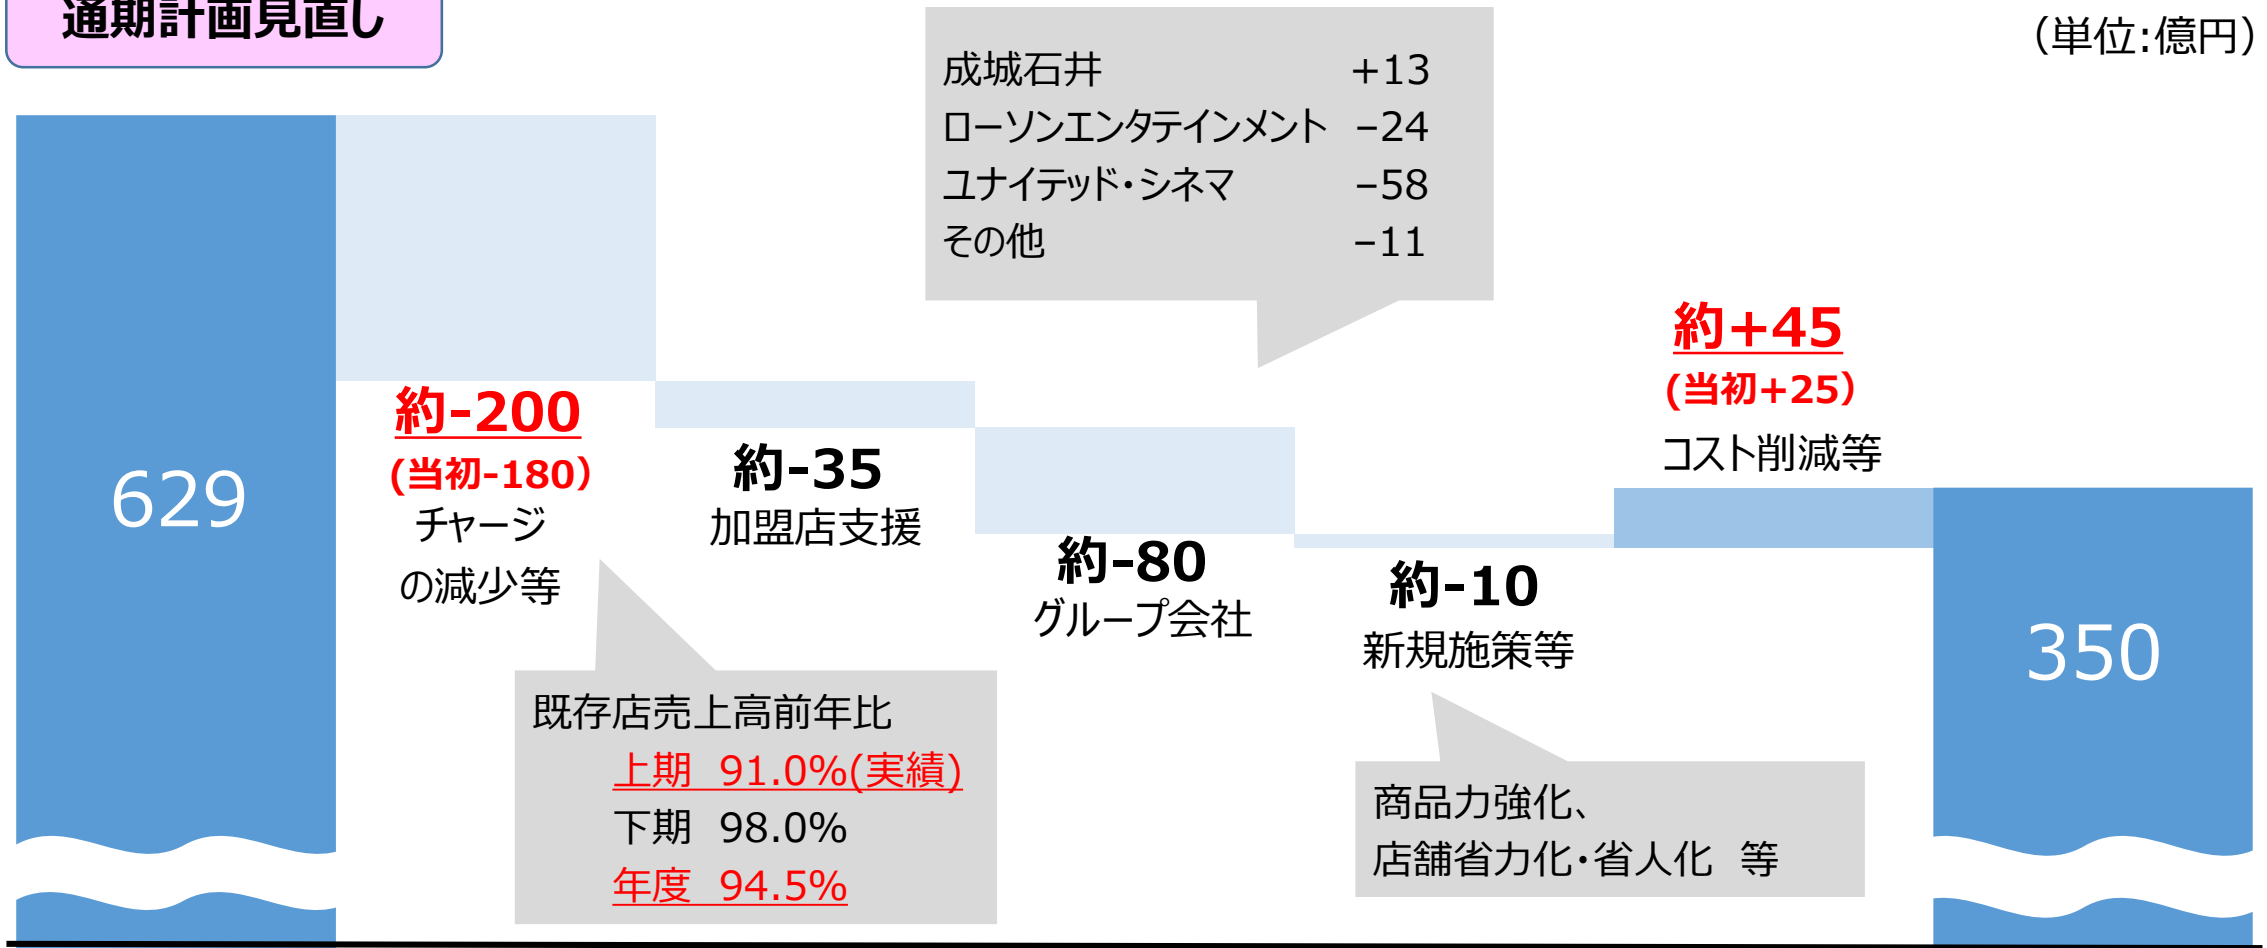 通期計画見直し
（単位:億円）
成城石井 +13
ローソンエンタテインメント −24
ユナイテッド・シネマ −58
その他 −11
629
約-200
(当初-180）
チャージ
の減少等
約-35
加盟店支援
約-80
グループ会社
約-10
新規施策等
約+45
(当初+25）
コスト削減等
350
既存店売上高前年比
上期 91.0%(実績)
下期 98.0%
年度 94.5%
商品力強化、
店舗省力化・省人化 等